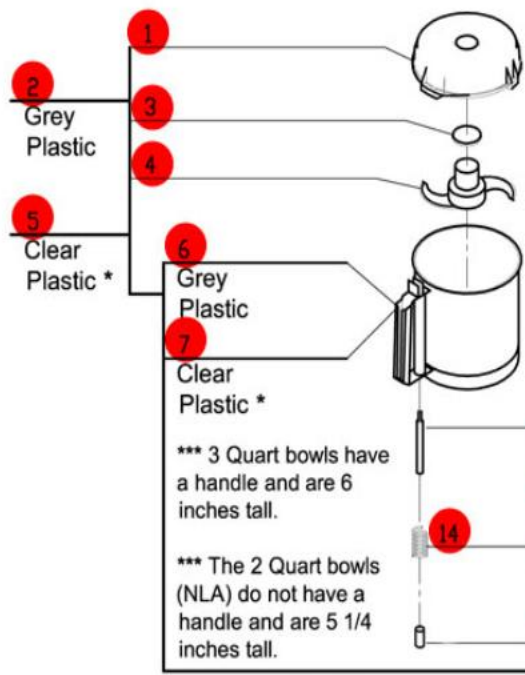 1
2
Grey
Plastic
3
4
5
Clear
Plastic *
6
Grey
Plastic
7
Clear
Plastic *
*** 3 Quart bowls have
a handle and are 6
inches tall.
14
*** The 2 Quart bowls
(NLA) do not have a
handle and are 5 1/4
inches tall.